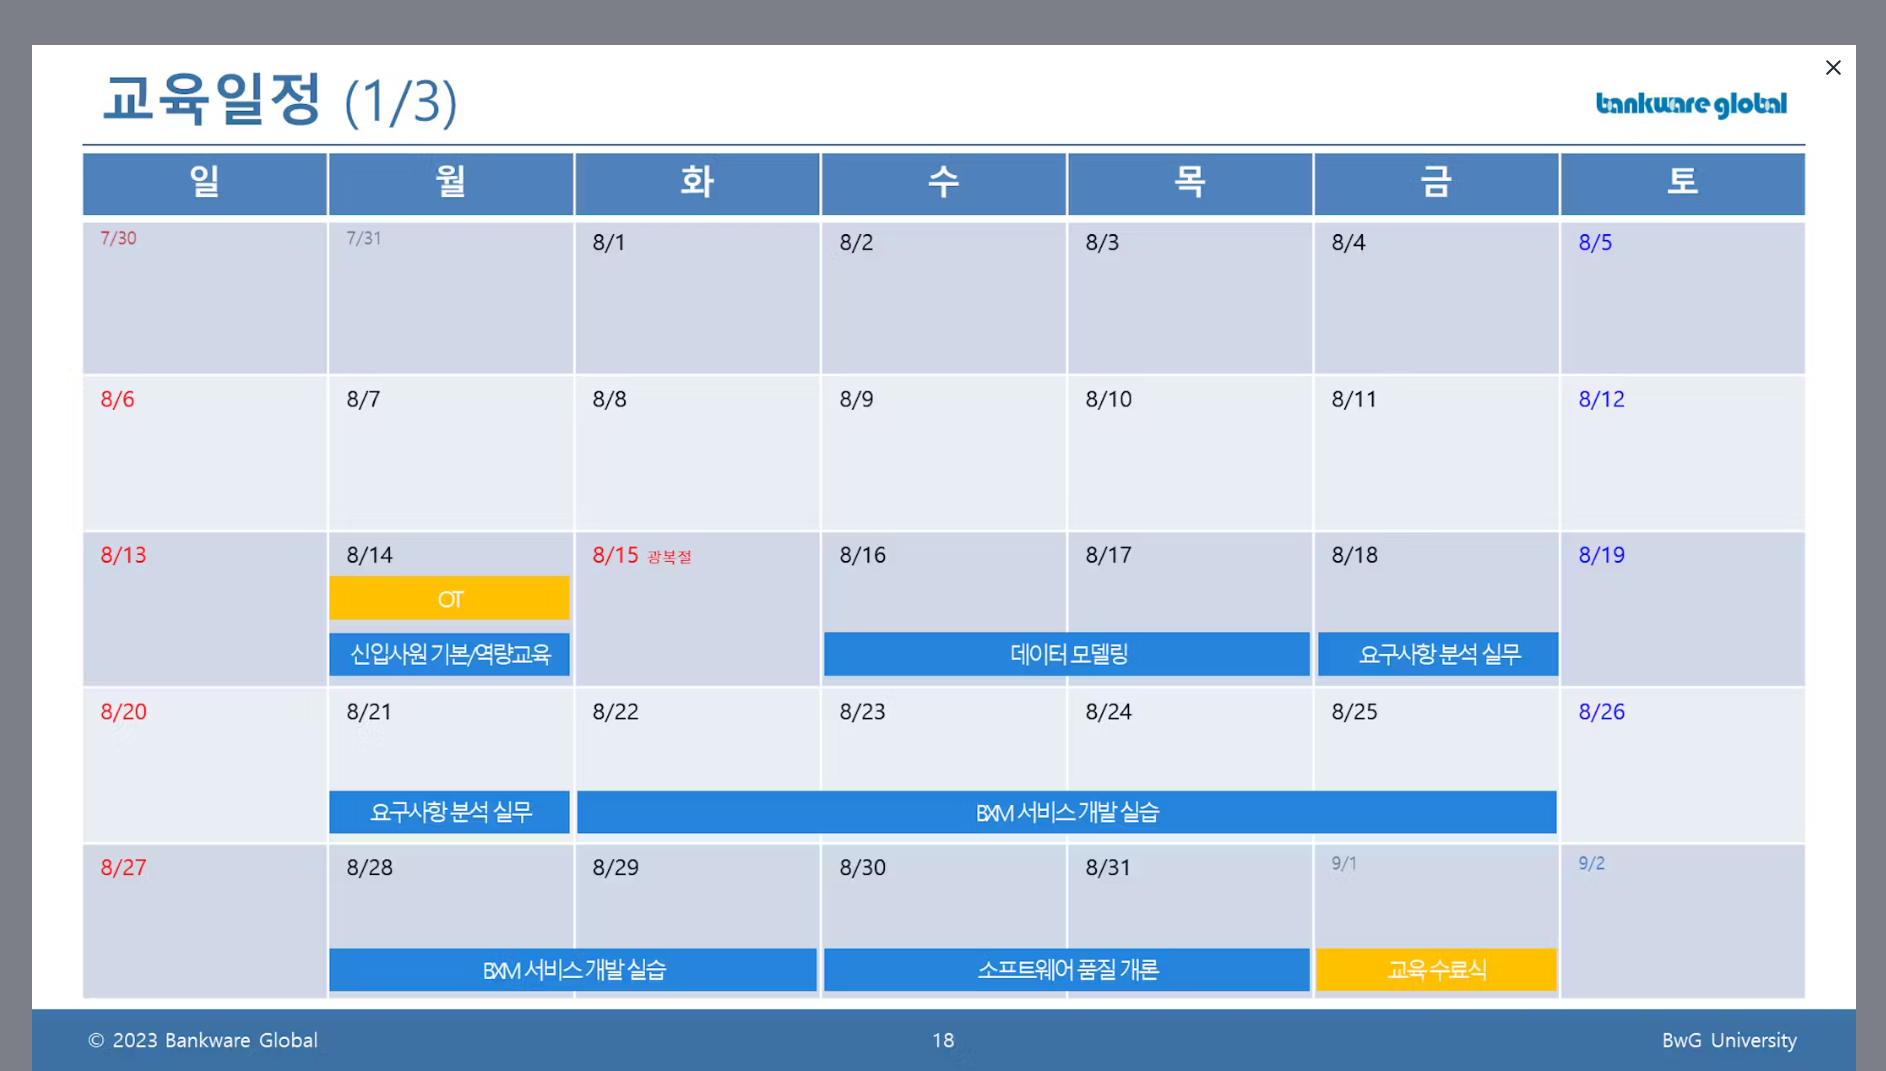 교육일정 (1/3)
bankware global
일 월 화 수 목 금 토
7/30 7/31 8/1 8/2 8/3 8/4 8/5
8/6 8/7 8/8 8/9 8/10 8/11 8/12
8/13 8/14 8/15 광복절 8/16 8/17 8/18 8/19
OT
신입사원 기본/역량교육 데이터 모델링 요구사항 분석 실무
8/20 8/21 8/22 8/23 8/24 8/25 8/26
요구사항 분석 실무 BXM 서비스 개발 실습
8/27 8/28 8/29 8/30 8/31 9/1 9/2
BXM 서비스 개발 실습 소프트웨어 품질 개론 교육 수료식
© 2023 Bankware Global 18 BwG University